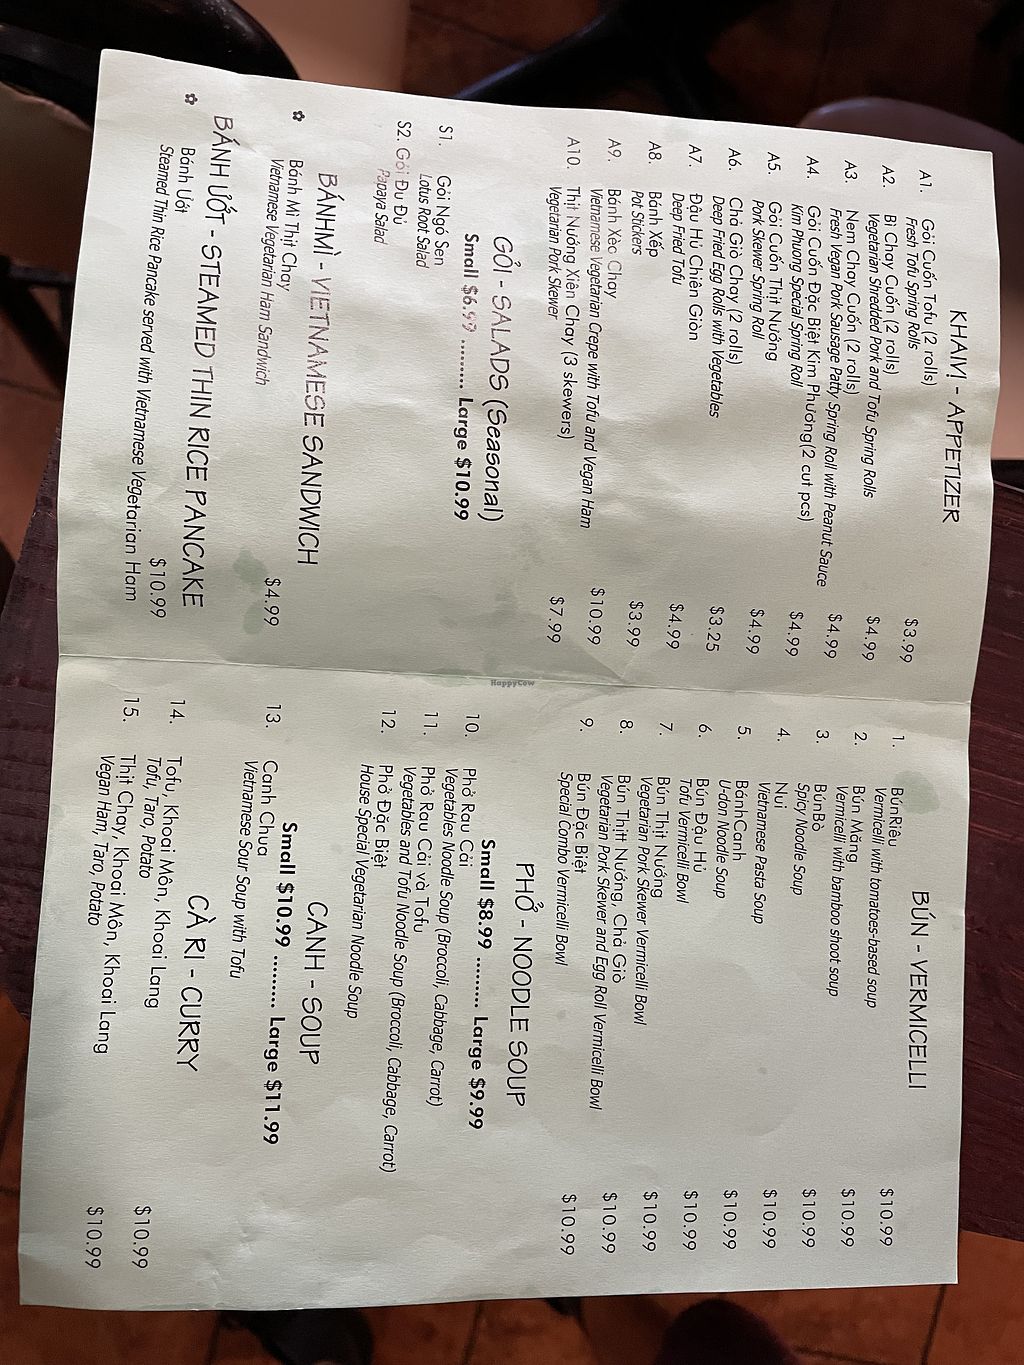 KHAIVỊ - APPETIZER
A1. Gỏi Cuốn Tofu (2 rolls) $3.99
Fresh Tofu Spring Rolls
A2. Bì Chay Cuốn (2 rolls) $4.99
Vegetarian Shredded Pork and Tofu Spring Rolls
A3. Nem Chay Cuốn (2 rolls) $4.99
Fresh Vegan Pork Sausage Patty Spring Roll with Peanut Sauce
A4. Gỏi Cuốn Đặc Biệt Kim Phương(2 cut pcs) $4.99
Kim Phuong Special Spring Roll
A5. Gỏi Cuốn Thịt Nướng $4.99
Pork Skewer Spring Roll
A6. Chả Giò Chay (2 rolls) $3.25
Deep Fried Egg Rolls with Vegetables
A7. Đậu Hủ Chiên Giòn $4.99
Deep Fried Tofu
A8. Bánh Xếp $3.99
Pot Stickers
A9. Bánh Xèo Chay $10.99
Vietnamese Vegetarian Crepe with Tofu and Vegan Ham
A10. Thịt Nướng Xiên Chay (3 skewers) $7.99
Vegetarian Pork Skewer
GỎI - SALADS (Seasonal)
Small $6.99 ......... Large $10.99
S1. Gỏi Ngó Sen
Lotus Root Salad
S2. Gỏi Đu Đủ
Papaya Salad
BÁNHMÌ - VIETNAMESE SANDWICH
Bánh Mì Thịt Chay $4.99
Vietnamese Vegetarian Ham Sandwich
BÁNH ƯỚT - STEAMED THIN RICE PANCAKE
Bánh Ướt $10.99
Steamed Thin Rice Pancake served with Vietnamese Vegetarian Ham
HappyCow
BÚN - VERMICELLI
1. BúnRiêu $10.99
Vermicelli with tomatoes-based soup
2. Bún Măng $10.99
Vermicelli with bamboo shoot soup
3. BúnBò $10.99
Spicy Noodle Soup
4. Nui $10.99
Vietnamese Pasta Soup
5. BánhCanh $10.99
U-don Noodle Soup
6. Bún Đậu Hủ $10.99
Tofu Vermicelli Bowl
7. Bún Thịt Nướng $10.99
Vegetarian Pork Skewer Vermicelli Bowl
8. Bún Thitt Nướng, Chả Giò $10.99
Vegetarian Pork Skewer and Egg Roll Vermicelli Bowl
9. Bún Đặc Biệt $10.99
Special Combo Vermicelli Bowl
PHỞ - NOODLE SOUP
Small $8.99 ......... Large $9.99
10. Phở Rau Cải
Vegetables Noodle Soup (Broccoli, Cabbage, Carrot)
11. Phở Rau Cải và Tofu
Vegetables and Tofu Noodle Soup (Broccoli, Cabbage, Carrot)
12. Phở Đặc Biệt
House Special Vegetarian Noodle Soup
CANH - SOUP
Small $10.99 ......... Large $11.99
13. Canh Chua
Vietnamese Sour Soup with Tofu
CÀ RI - CURRY
14. Tofu, Khoai Môn, Khoai Lang $10.99
Tofu, Taro, Potato
15. Thịt Chay, Khoai Môn, Khoai Lang $10.99
Vegan Ham, Taro, Potato